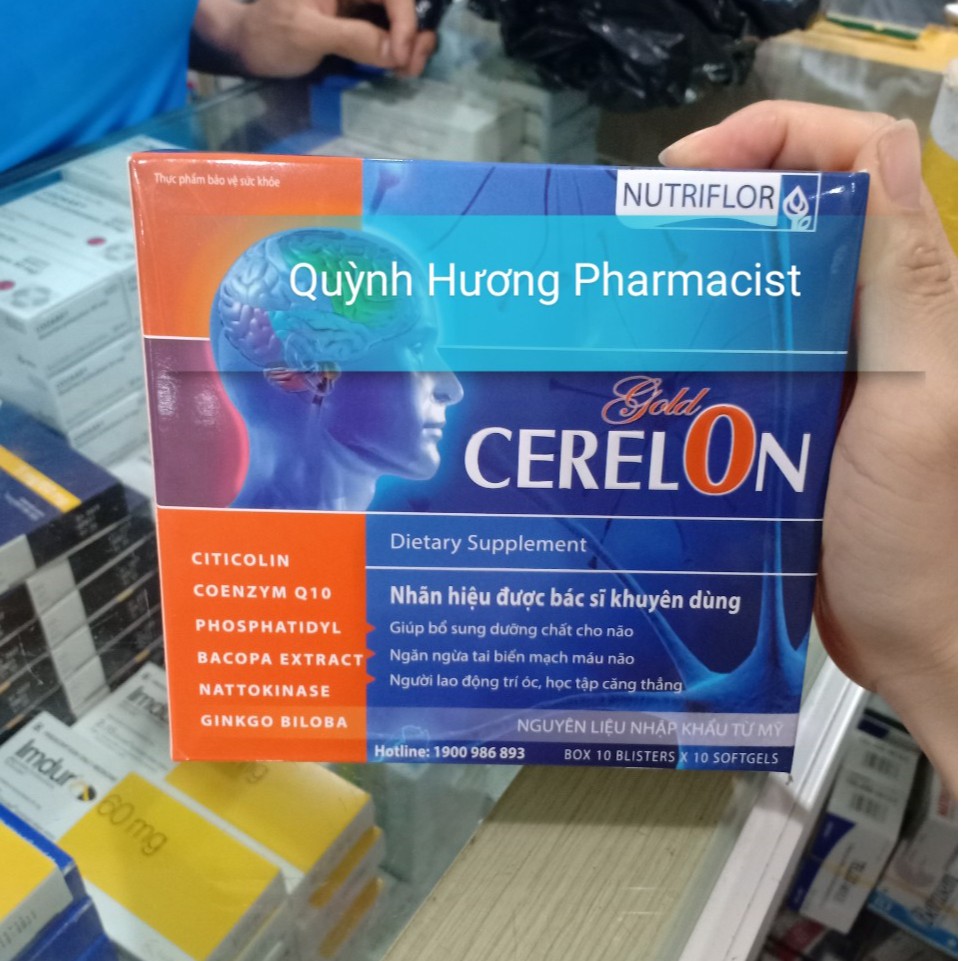 Thực phẩm bảo vệ sức khỏe
NUTRIFLOR
Quỳnh Hương Pharmacist
Gold
CERELON
Dietary Supplement
CITICOLIN
COENZYM Q10
PHOSPHATIDYL
BACOPA EXTRACT
NATTOKINASE
GINKGO BILOBA
Nhãn hiệu được bác sĩ khuyên dùng
Giúp bổ sung dưỡng chất cho não
Ngăn ngừa tai biến mạch máu não
Người lao động trí óc, học tập căng thẳng
NGUYÊN LIỆU NHẬP KHẨU TỪ MỸ
Hotline: 1900 986 893
BOX 10 BLISTERS X 10 SOFTGELS
Imdur
60 mg